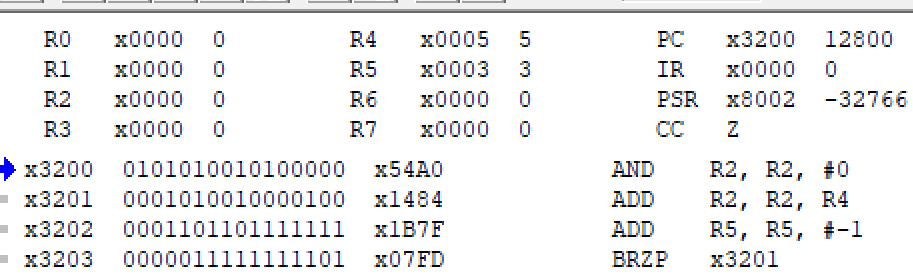 R0 x0000 0 R4 x0005 5 PC x3200 12800
R1 x0000 0 R5 x0003 3 IR x0000 0
R2 x0000 0 R6 x0000 0 PSR x8002 -32766
R3 x0000 0 R7 x0000 0 CC Z
x3200 0101010010100000 x54A0 AND R2, R2, #0
x3201 0001010010000100 x1484 ADD R2, R2, R4
x3202 0001101101111111 x1B7F ADD R5, R5, #-1
x3203 0000011111111101 x07FD BRZP x3201